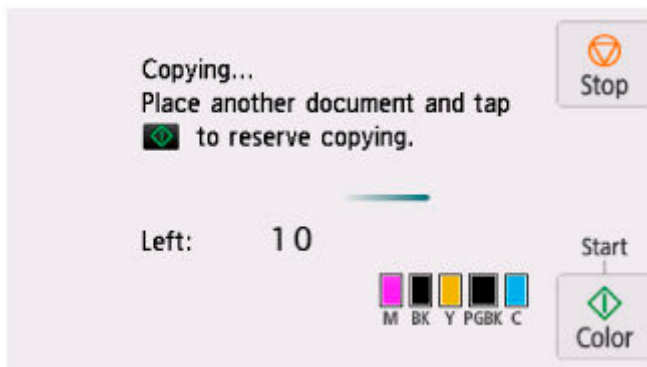 Copying...
Place another document and tap
to reserve copying.
Stop
Left: 10
Start
Color
M BK Y PGBK C